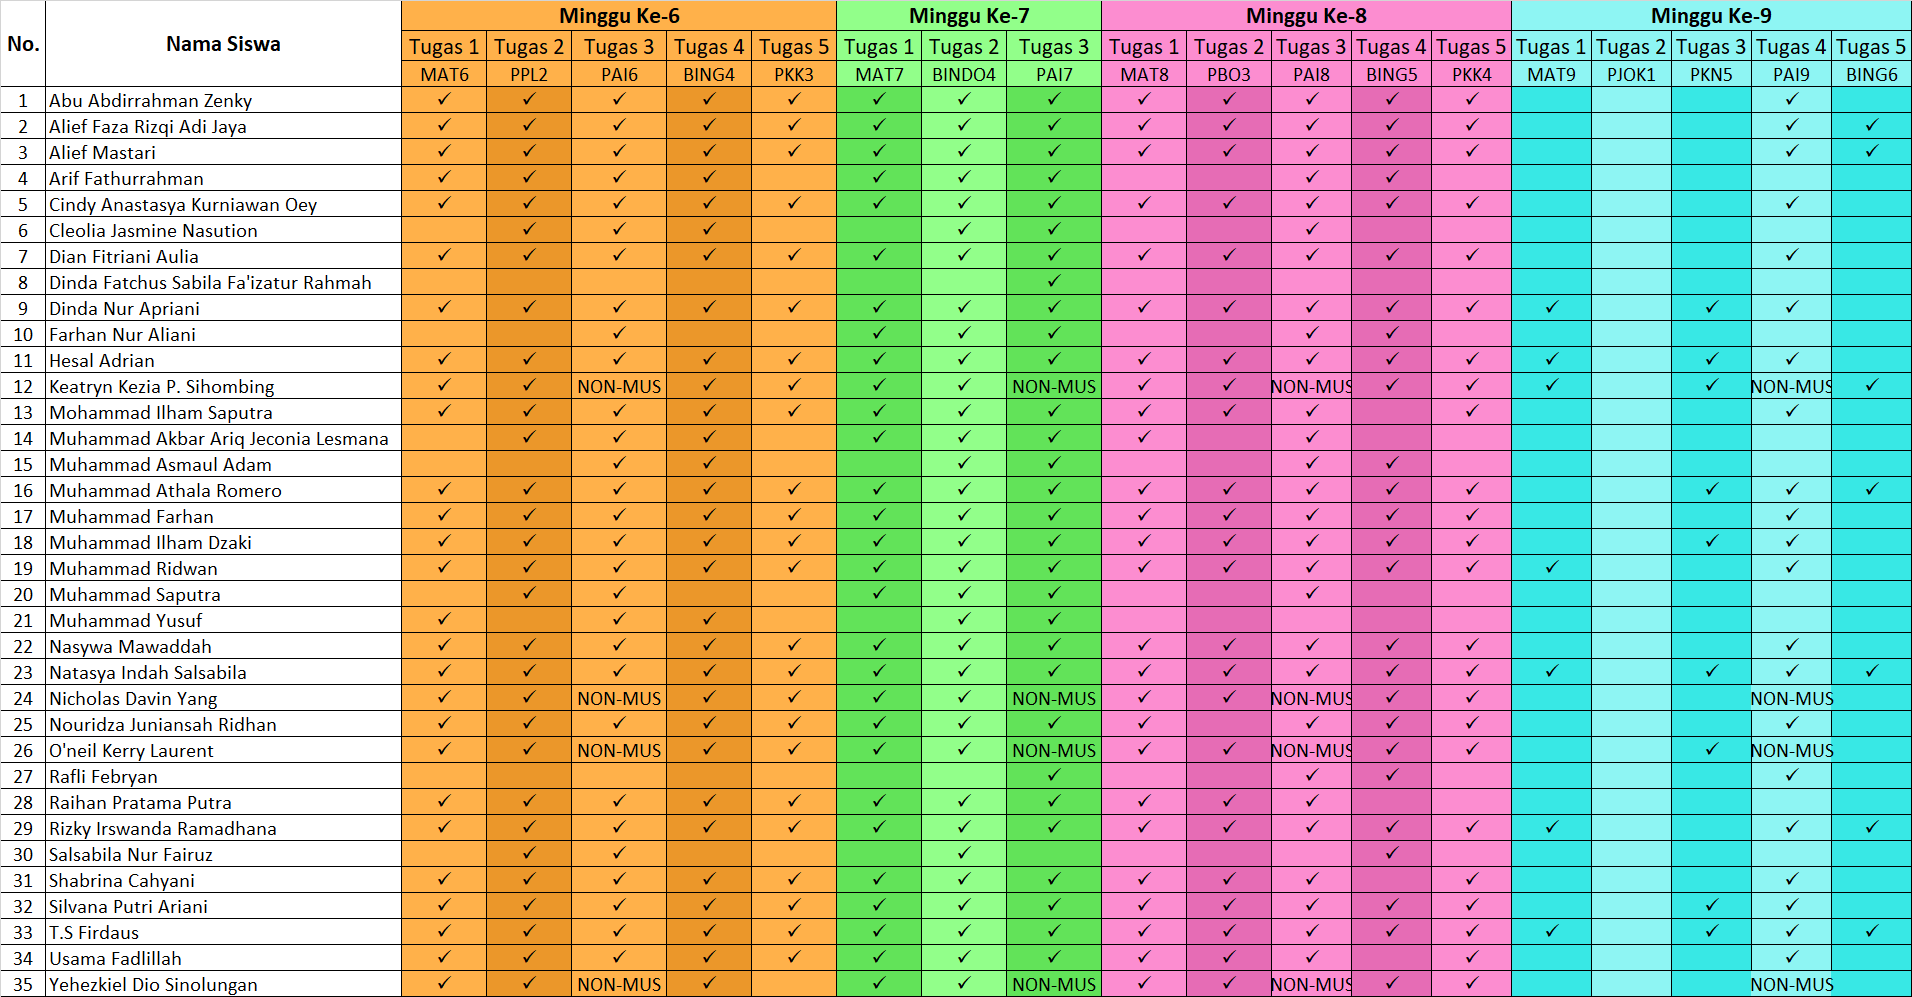 No. Nama Siswa Minggu Ke-6 Minggu Ke-7 Minggu Ke-8 Minggu Ke-9
Tugas 1 Tugas 2 Tugas 3 Tugas 4 Tugas 5 Tugas 1 Tugas 2 Tugas 3 Tugas 1 Tugas 2 Tugas 3 Tugas 4 Tugas 5 Tugas 1 Tugas 2 Tugas 3 Tugas 4 Tugas 5
MAT6 PPL2 PAI6 BING4 PKK3 MAT7 BINDO4 PAI7 MAT8 PBO3 PAI8 BING5 PKK4 MAT9 PJOK1 PKN5 PAI9 BING6
1 Abu Abdirrahman Zenky ✓ ✓ ✓ ✓ ✓ ✓ ✓ ✓ ✓ ✓ ✓ ✓ ✓ ✓
2 Alief Faza Rizqi Adi Jaya ✓ ✓ ✓ ✓ ✓ ✓ ✓ ✓ ✓ ✓ ✓ ✓ ✓ ✓ ✓
3 Alief Mastari ✓ ✓ ✓ ✓ ✓ ✓ ✓ ✓ ✓ ✓ ✓ ✓ ✓ ✓ ✓
4 Arif Fathurrahman ✓ ✓ ✓ ✓ ✓ ✓ ✓ ✓ ✓
5 Cindy Anastasya Kurniawan Oey ✓ ✓ ✓ ✓ ✓ ✓ ✓ ✓ ✓ ✓ ✓ ✓ ✓ ✓
6 Cleolia Jasmine Nasution ✓ ✓ ✓ ✓ ✓
7 Dian Fitriani Aulia ✓ ✓ ✓ ✓ ✓ ✓ ✓ ✓ ✓ ✓ ✓ ✓ ✓ ✓
8 Dinda Fatchus Sabila Fa'izatur Rahmah ✓
9 Dinda Nur Apriani ✓ ✓ ✓ ✓ ✓ ✓ ✓ ✓ ✓ ✓ ✓ ✓ ✓ ✓ ✓ ✓
10 Farhan Nur Aliani ✓ ✓ ✓ ✓ ✓ ✓
11 Hesal Adrian ✓ ✓ ✓ ✓ ✓ ✓ ✓ ✓ ✓ ✓ ✓ ✓ ✓ ✓ ✓ ✓
12 Keatryn Kezia P. Sihombing ✓ ✓ NON-MUS ✓ ✓ ✓ ✓ NON-MUS ✓ ✓ NON-MUS ✓ ✓ ✓ ✓ NON-MUS ✓
13 Mohammad Ilham Saputra ✓ ✓ ✓ ✓ ✓ ✓ ✓ ✓ ✓ ✓ ✓ ✓ ✓
14 Muhammad Akbar Ariq Jeconia Lesmana ✓ ✓ ✓ ✓ ✓ ✓ ✓ ✓
15 Muhammad Asmaul Adam ✓ ✓ ✓ ✓ ✓ ✓
16 Muhammad Athala Romero ✓ ✓ ✓ ✓ ✓ ✓ ✓ ✓ ✓ ✓ ✓ ✓ ✓ ✓ ✓ ✓
17 Muhammad Farhan ✓ ✓ ✓ ✓ ✓ ✓ ✓ ✓ ✓ ✓ ✓ ✓ ✓ ✓
18 Muhammad Ilham Dzaki ✓ ✓ ✓ ✓ ✓ ✓ ✓ ✓ ✓ ✓ ✓ ✓ ✓ ✓ ✓
19 Muhammad Ridwan ✓ ✓ ✓ ✓ ✓ ✓ ✓ ✓ ✓ ✓ ✓ ✓ ✓ ✓ ✓
20 Muhammad Saputra ✓ ✓ ✓ ✓ ✓ ✓
21 Muhammad Yusuf ✓ ✓ ✓ ✓ ✓
22 Nasywa Mawaddah ✓ ✓ ✓ ✓ ✓ ✓ ✓ ✓ ✓ ✓ ✓ ✓ ✓ ✓
23 Natasya Indah Salsabila ✓ ✓ ✓ ✓ ✓ ✓ ✓ ✓ ✓ ✓ ✓ ✓ ✓ ✓ ✓ ✓ ✓
24 Nicholas Davin Yang ✓ ✓ NON-MUS ✓ ✓ ✓ ✓ NON-MUS ✓ ✓ NON-MUS ✓ ✓ NON-MUS
25 Nouridza Juniansah Ridhan ✓ ✓ ✓ ✓ ✓ ✓ ✓ ✓ ✓ ✓ ✓ ✓ ✓
26 O'neil Kerry Laurent ✓ ✓ NON-MUS ✓ ✓ ✓ ✓ NON-MUS ✓ ✓ NON-MUS ✓ ✓ ✓ NON-MUS
27 Rafli Febryan ✓ ✓ ✓ ✓
28 Raihan Pratama Putra ✓ ✓ ✓ ✓ ✓ ✓ ✓ ✓ ✓ ✓ ✓
29 Rizky Irswanda Ramadhana ✓ ✓ ✓ ✓ ✓ ✓ ✓ ✓ ✓ ✓ ✓ ✓ ✓ ✓ ✓ ✓
30 Salsabila Nur Fairuz ✓ ✓ ✓ ✓
31 Shabrina Cahyani ✓ ✓ ✓ ✓ ✓ ✓ ✓ ✓ ✓ ✓ ✓ ✓ ✓
32 Silvana Putri Ariani ✓ ✓ ✓ ✓ ✓ ✓ ✓ ✓ ✓ ✓ ✓ ✓ ✓ ✓ ✓
33 T.S Firdaus ✓ ✓ ✓ ✓ ✓ ✓ ✓ ✓ ✓ ✓ ✓ ✓ ✓ ✓ ✓ ✓ ✓
34 Usama Fadlillah ✓ ✓ ✓ ✓ ✓ ✓ ✓ ✓ ✓ ✓ ✓ ✓ ✓
35 Yehezkiel Dio Sinolungan ✓ ✓ NON-MUS ✓ ✓ ✓ NON-MUS ✓ ✓ NON-MUS ✓ ✓ NON-MUS